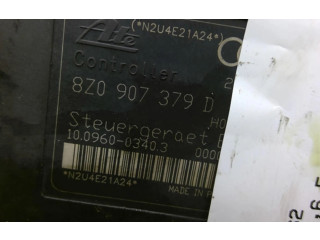 (*N2U4E21A24*)
Ate
Controller
8Z0 907 379 D
Steuergeraet
10.0960-0340.3
*N2U4E21A24*
MADE IN